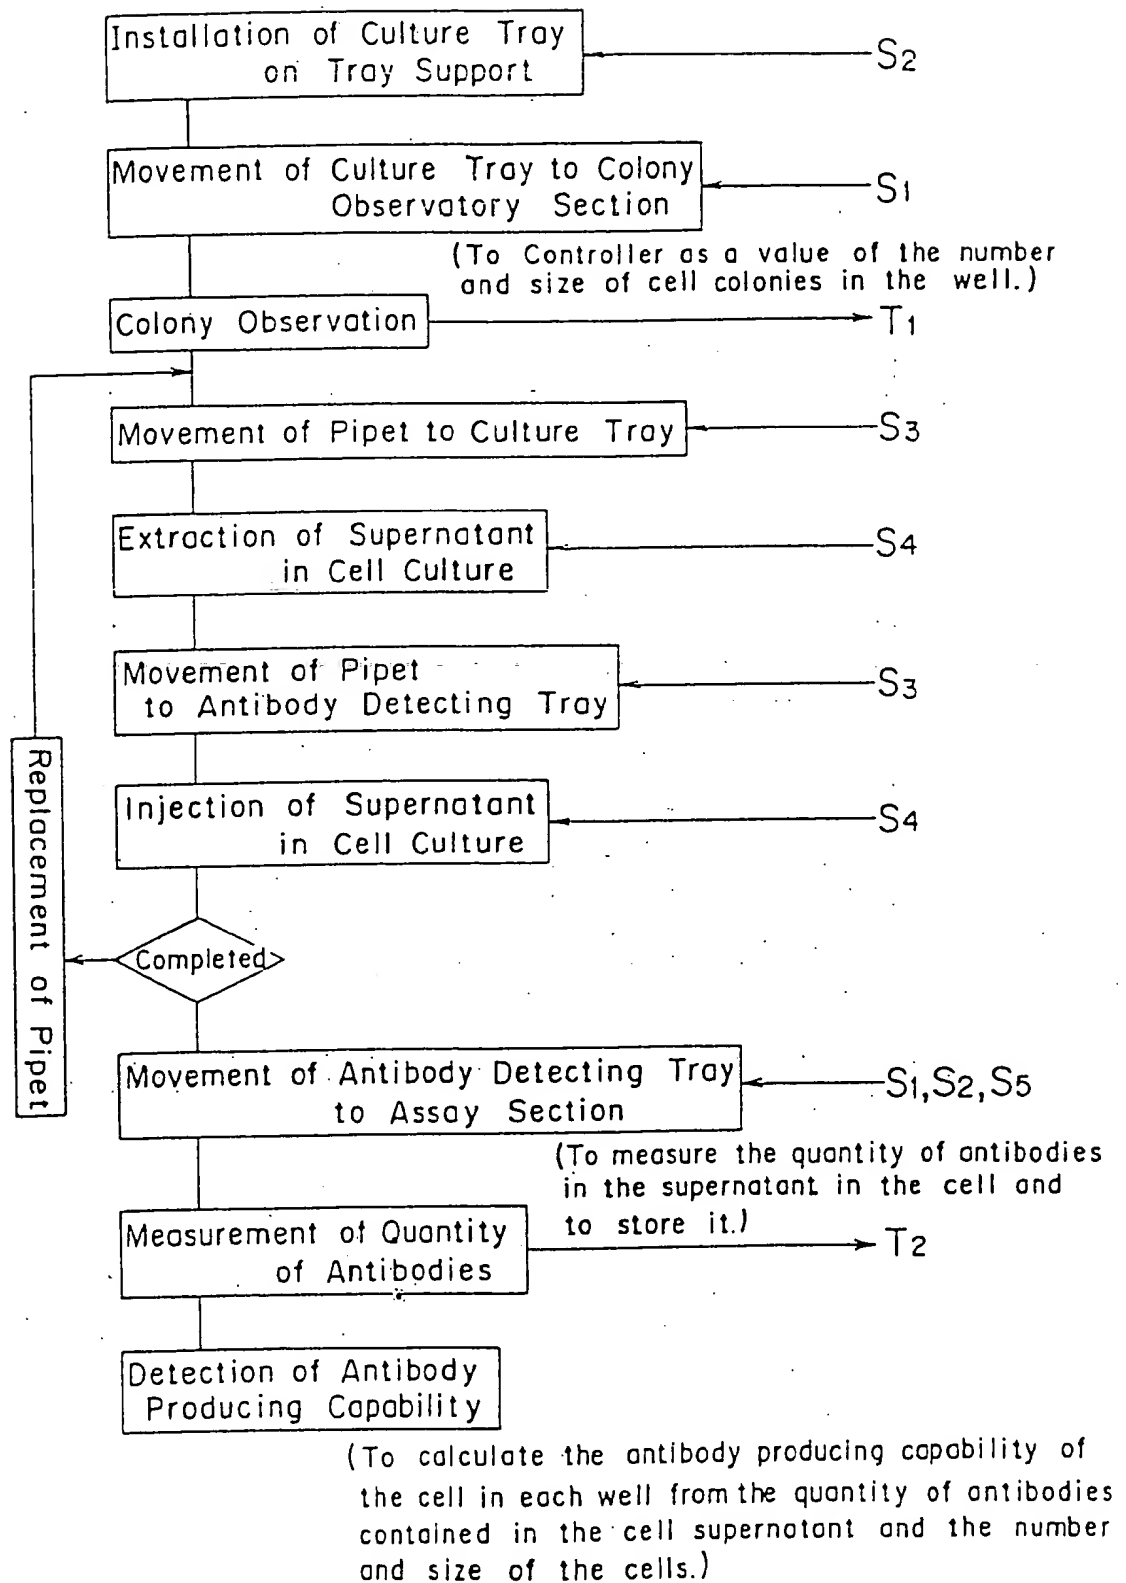 Installation of Culture Tray
on Tray Support
S2
Movement of Culture Tray to Colony
Observatory Section
S1
(To Controller as a value of the number
and size of cell colonies in the well.)
Colony Observation
T1
Movement of Pipet to Culture Tray
S3
Extraction of Supernatant
in Cell Culture
S4
Movement of Pipet
to Antibody Detecting Tray
S3
Replacement of Pipet
Injection of Supernatant
in Cell Culture
S4
Completed
Movement of Antibody Detecting Tray
to Assay Section
S1, S2, S5
(To measure the quantity of antibodies
in the supernatant in the cell and
to store it.)
Measurement of Quantity
of Antibodies
T2
Detection of Antibody
Producing Capability
(To calculate the antibody producing capability of
the cell in each well from the quantity of antibodies
contained in the cell supernatant and the number
and size of the cells.)